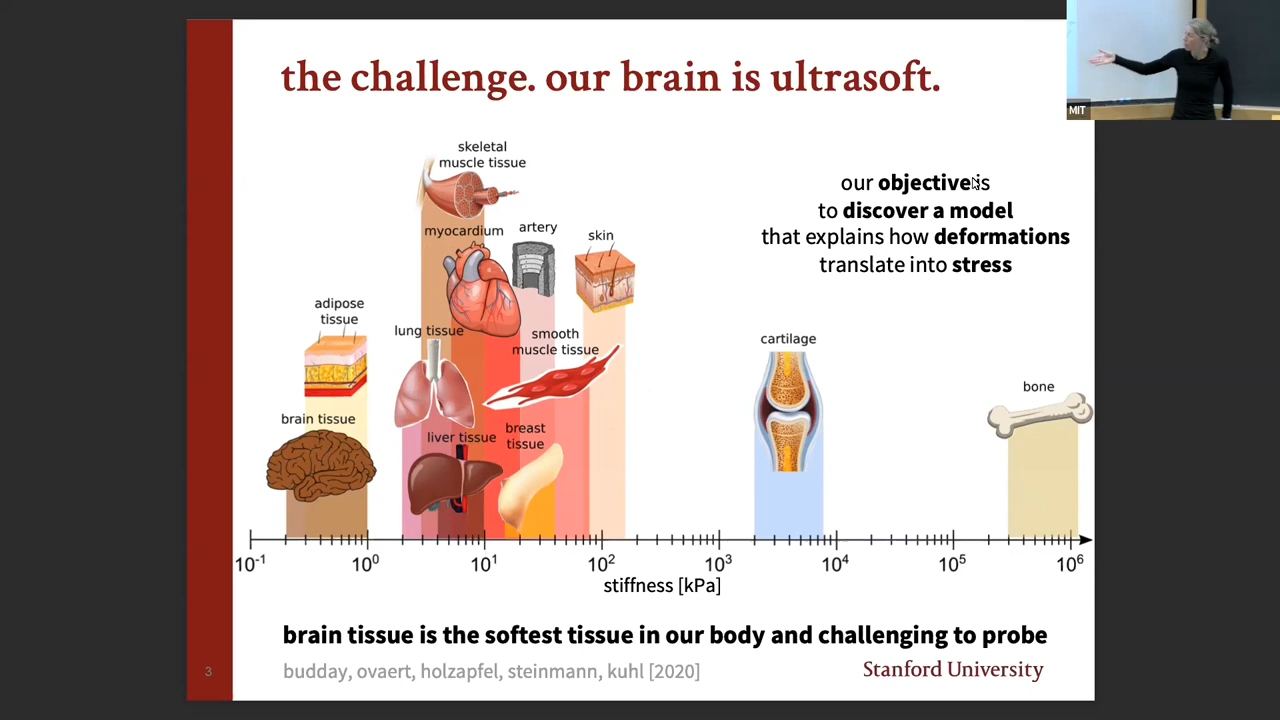 the challenge. our brain is ultrasoft.
MIT
our objective is
to discover a model
that explains how deformations
translate into stress
skeletal
muscle tissue
myocardium
artery
skin
adipose
tissue
lung tissue
smooth
muscle tissue
cartilage
bone
brain tissue
liver tissue
breast
tissue
10-1 100 101 102 103 104 105 106
stiffness [kPa]
brain tissue is the softest tissue in our body and challenging to probe
3
budday, ovaert, holzapfel, steinmann, kuhl [2020]
Stanford University